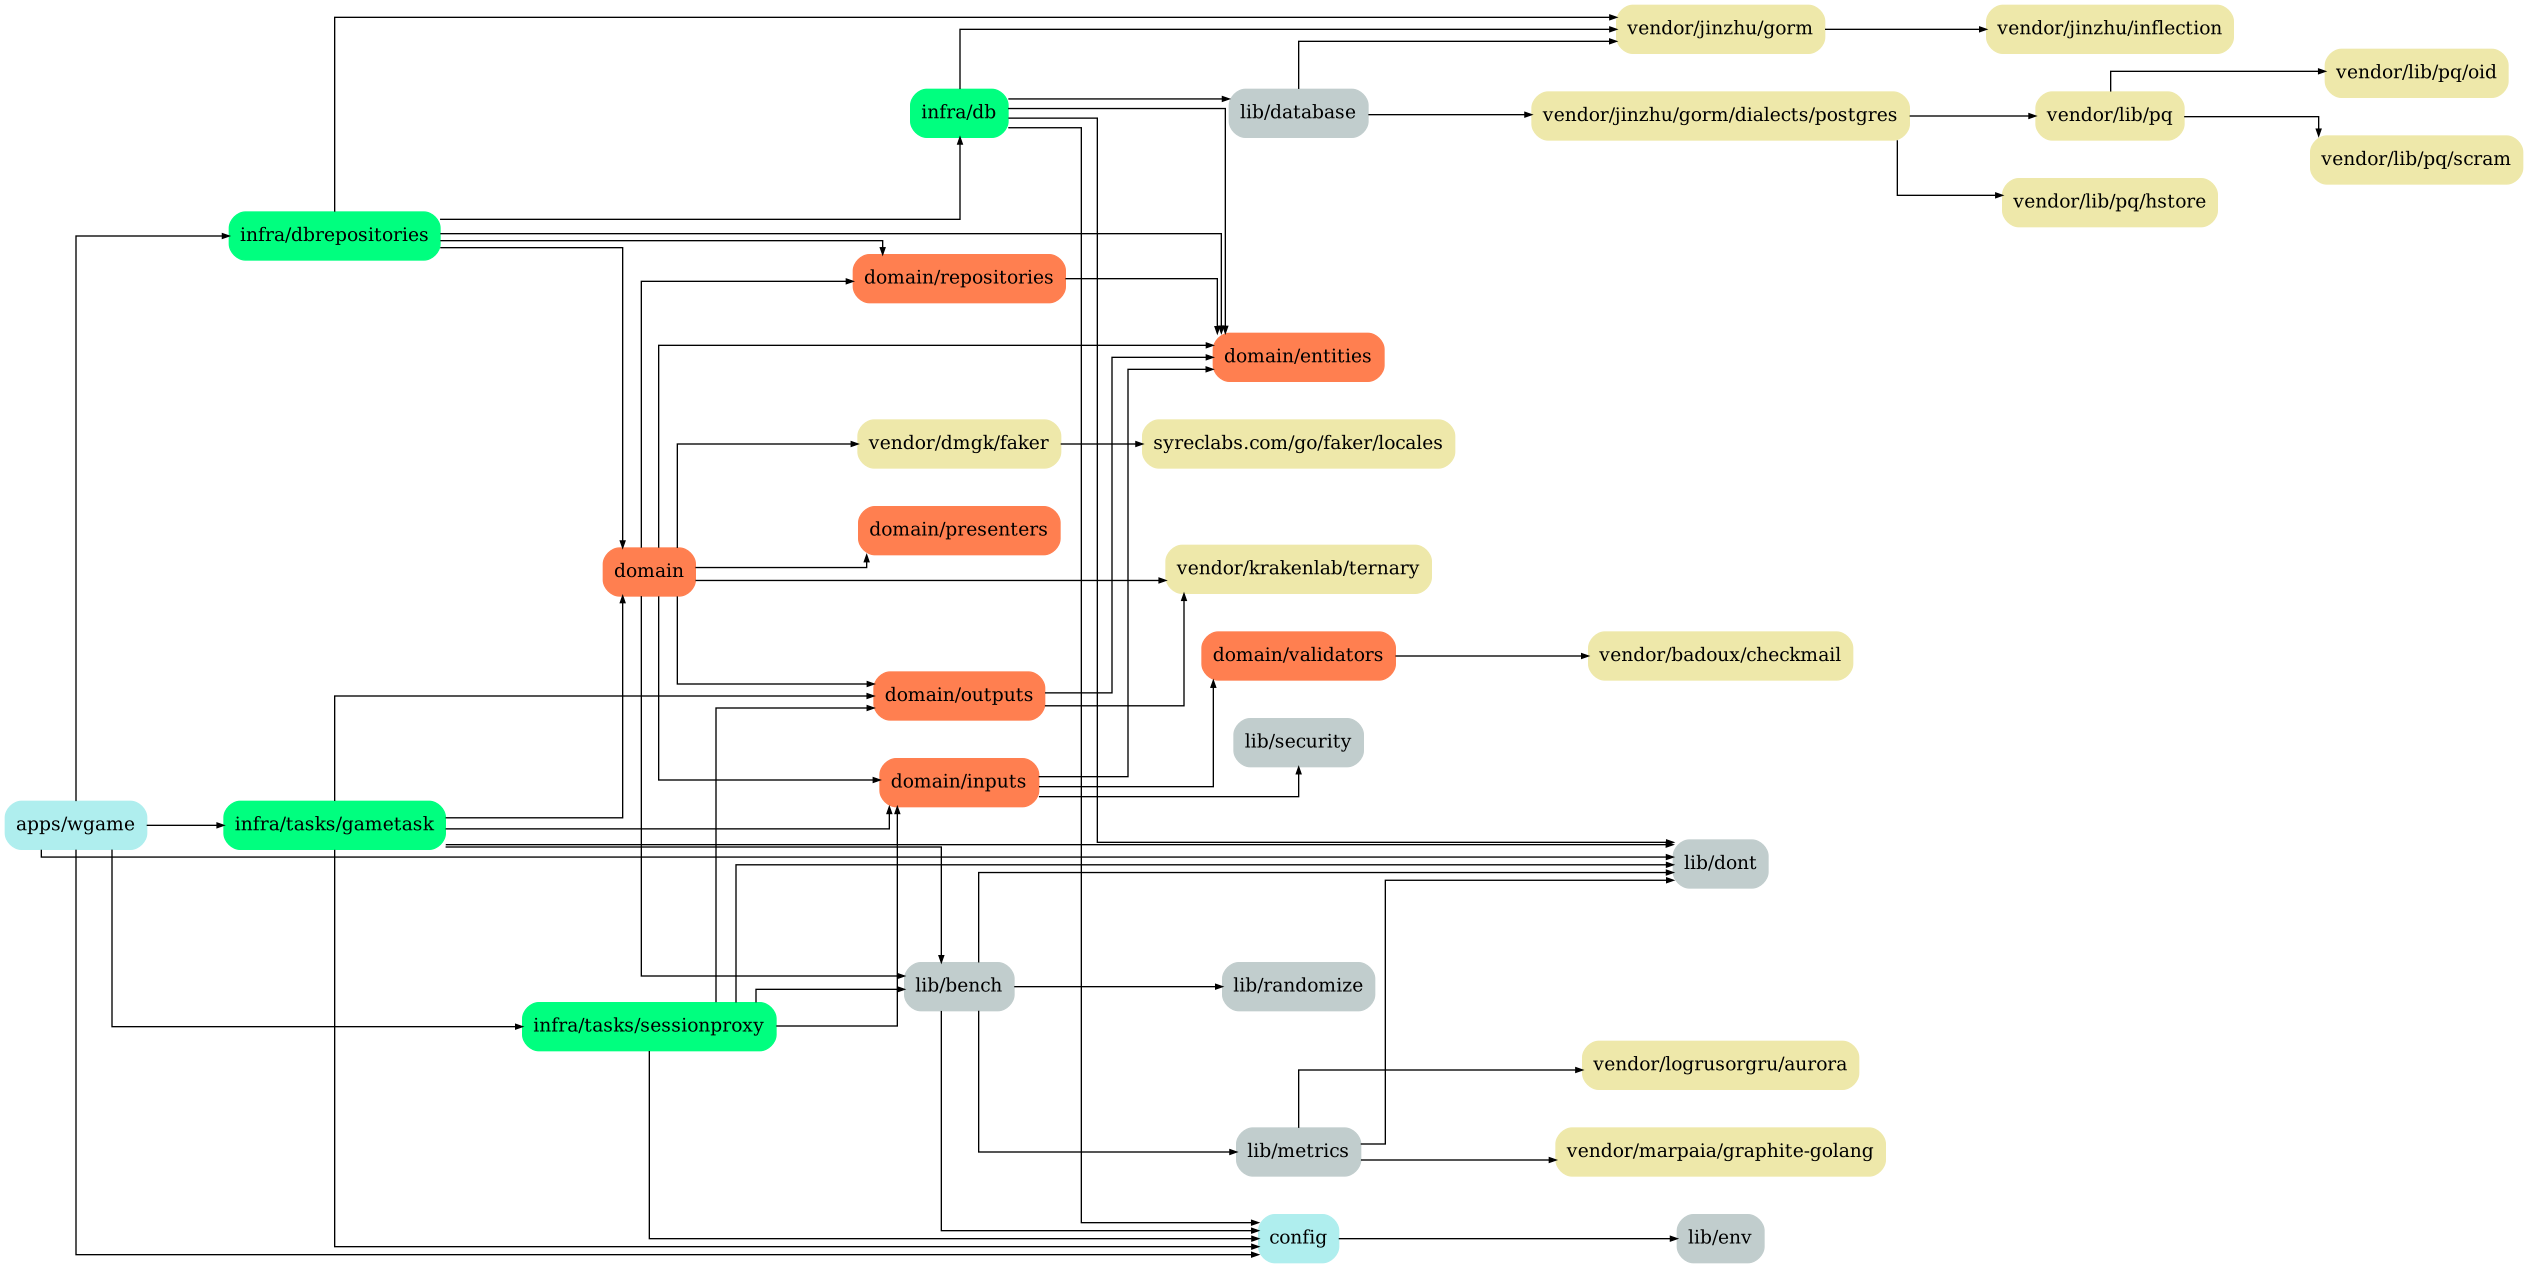 vendor/jinzhu/gorm
vendor/jinzhu/inflection
vendor/lib/pq/oid
infra/db
lib/database
vendor/jinzhu/gorm/dialects/postgres
vendor/lib/pq
vendor/lib/pq/scram
vendor/lib/pq/hstore
infra/dbrepositories
domain/repositories
domain/entities
vendor/dmgk/faker
syreclabs.com/go/faker/locales
domain/presenters
domain
vendor/krakenlab/ternary
domain/validators
vendor/badoux/checkmail
domain/outputs
lib/security
domain/inputs
apps/wgame
infra/tasks/gametask
lib/dont
lib/bench
lib/randomize
infra/tasks/sessionproxy
vendor/logrusorgru/aurora
lib/metrics
vendor/marpaia/graphite-golang
config
lib/env